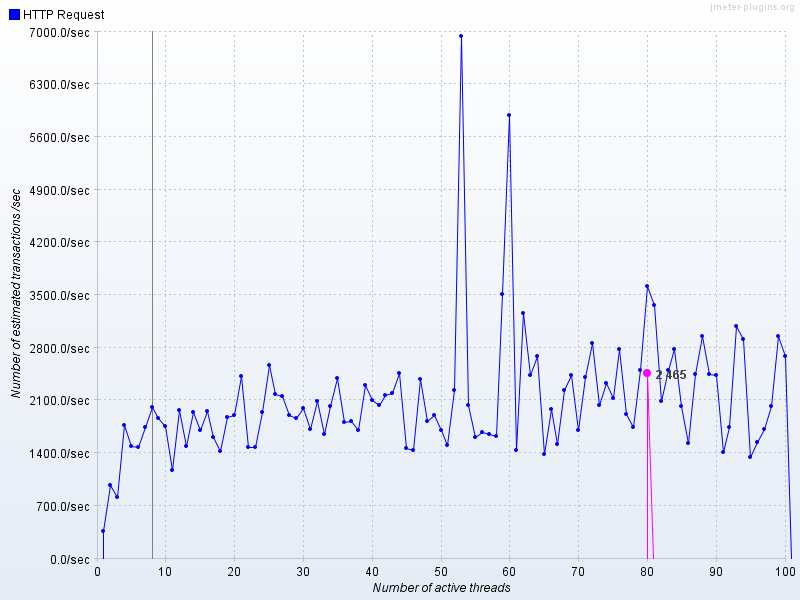 jmeter-plugins.org
HTTP Request
7000.0/sec
6300.0/sec
5600.0/sec
4900.0/sec
4200.0/sec
3500.0/sec
2800.0/sec
2100.0/sec
1400.0/sec
700.0/sec
0.0/sec
Number of estimated transactions /sec
2 465
0 10 20 30 40 50 60 70 80 90 100
Number of active threads